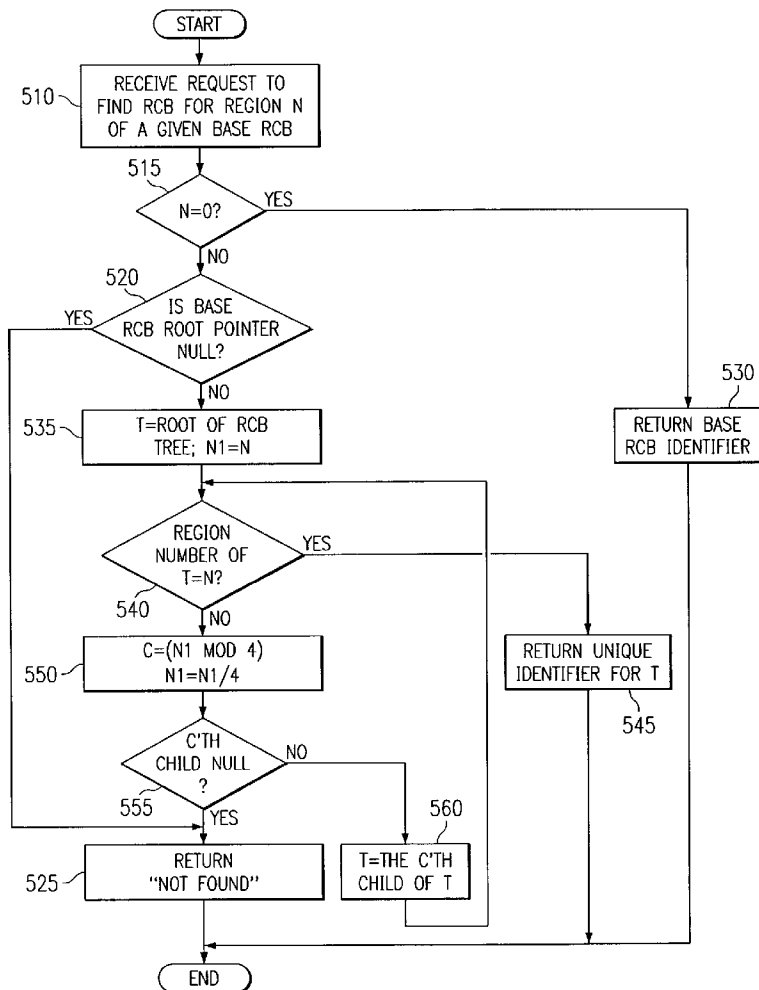 START
510
RECEIVE REQUEST TO
FIND RCB FOR REGION N
OF A GIVEN BASE RCB
515
N=0?
YES
NO
520
YES
IS BASE
RCB ROOT POINTER
NULL?
NO
530
RETURN BASE
RCB IDENTIFIER
535
T=ROOT OF RCB
TREE; N1=N
REGION
NUMBER OF
T=N?
YES
540
NO
550
C=(N1 MOD 4)
N1=N1/4
RETURN UNIQUE
IDENTIFIER FOR T
545
C'TH
CHILD NULL
?
NO
555
YES
560
T=THE C'TH
CHILD OF T
525
RETURN
"NOT FOUND"
END